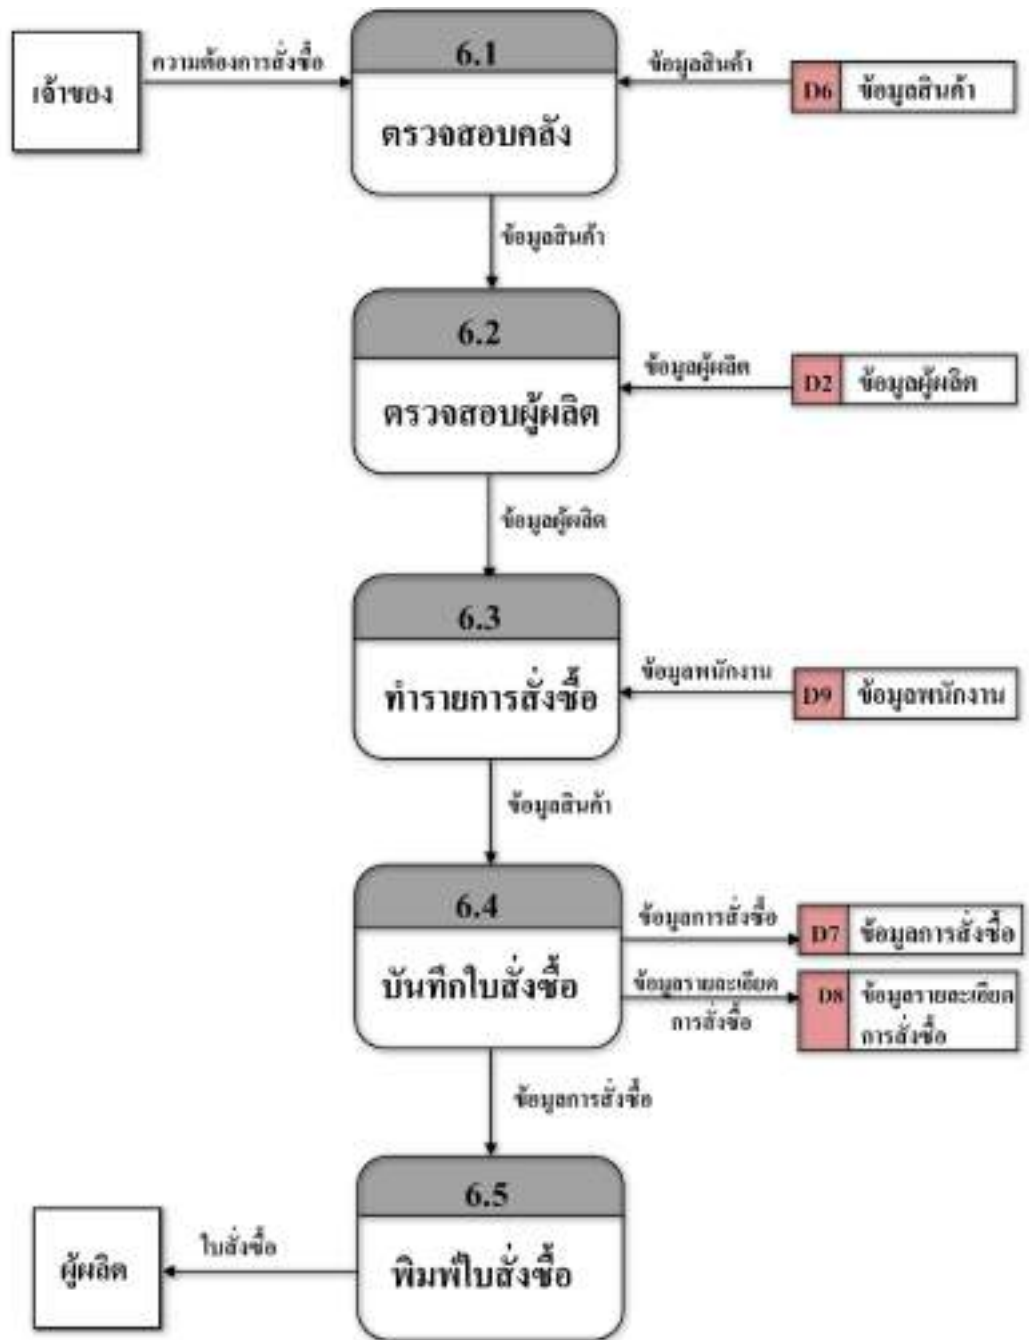 เจ้าของ
ความต้องการสั่งซื้อ
6.1
ตรวจสอบคลัง
ข้อมูลสินค้า
D6 ข้อมูลสินค้า
ข้อมูลสินค้า
6.2
ตรวจสอบผู้ผลิต
ข้อมูลผู้ผลิต
D2 ข้อมูลผู้ผลิต
ข้อมูลผู้ผลิต
6.3
ทำรายการสั่งซื้อ
ข้อมูลพนักงาน
D9 ข้อมูลพนักงาน
ข้อมูลสินค้า
6.4
บันทึกใบสั่งซื้อ
ข้อมูลการสั่งซื้อ
D7 ข้อมูลการสั่งซื้อ
ข้อมูลรายละเอียด
การสั่งซื้อ
D8 ข้อมูลรายละเอียด
การสั่งซื้อ
ข้อมูลการสั่งซื้อ
6.5
พิมพ์ใบสั่งซื้อ
ใบสั่งซื้อ
ผู้ผลิต